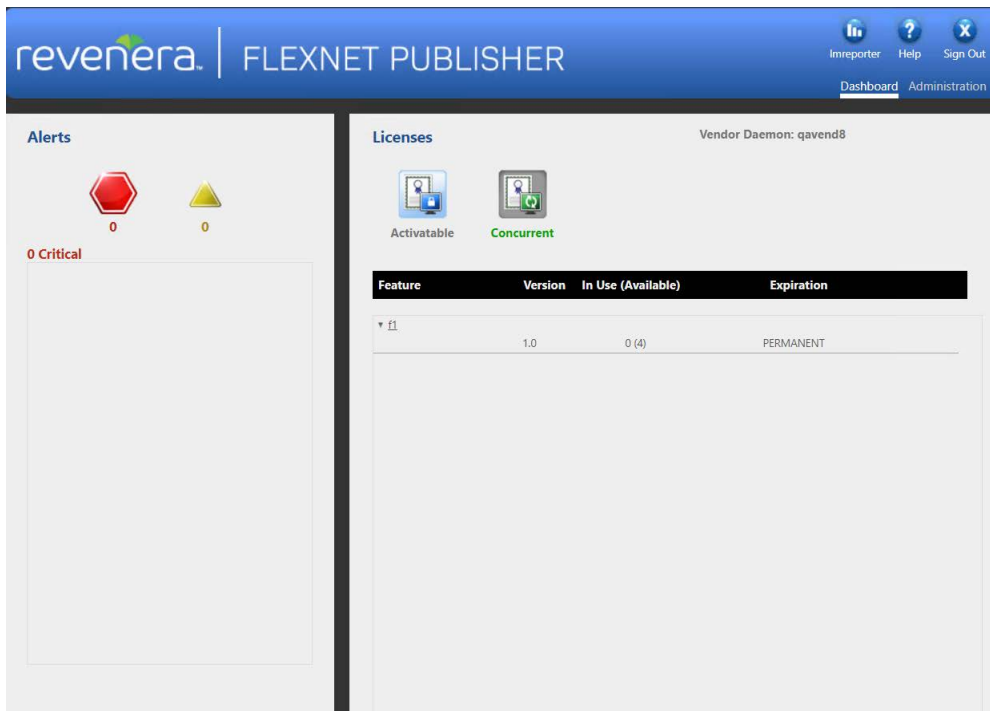 revenera. FLEXNET PUBLISHER
lmreporter Help Sign Out
Dashboard Administration
Alerts
0 0
0 Critical
Licenses
Vendor Daemon: qavend8
Activatable Concurrent
Feature Version In Use (Available) Expiration
▾ f1
1.0 0 (4) PERMANENT